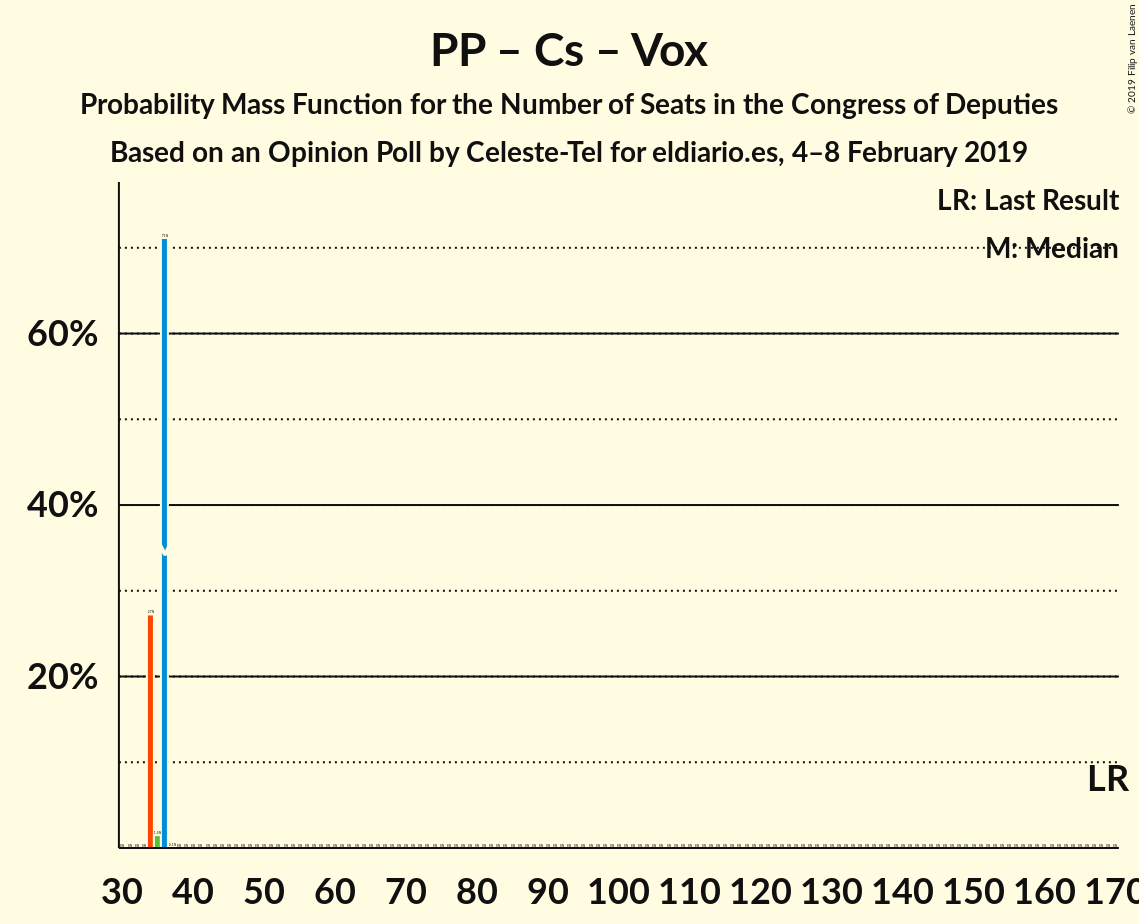 © 2019 Filip van Laenen
PP – Cs – Vox
Probability Mass Function for the Number of Seats in the Congress of Deputies
Based on an Opinion Poll by Celeste-Tel for eldiario.es, 4–8 February 2019
LR: Last Result
M: Median
60%
40%
20%
71%
27%
LR
30 40 50 60 70 80 90 100 110 120 130 140 150 160 170